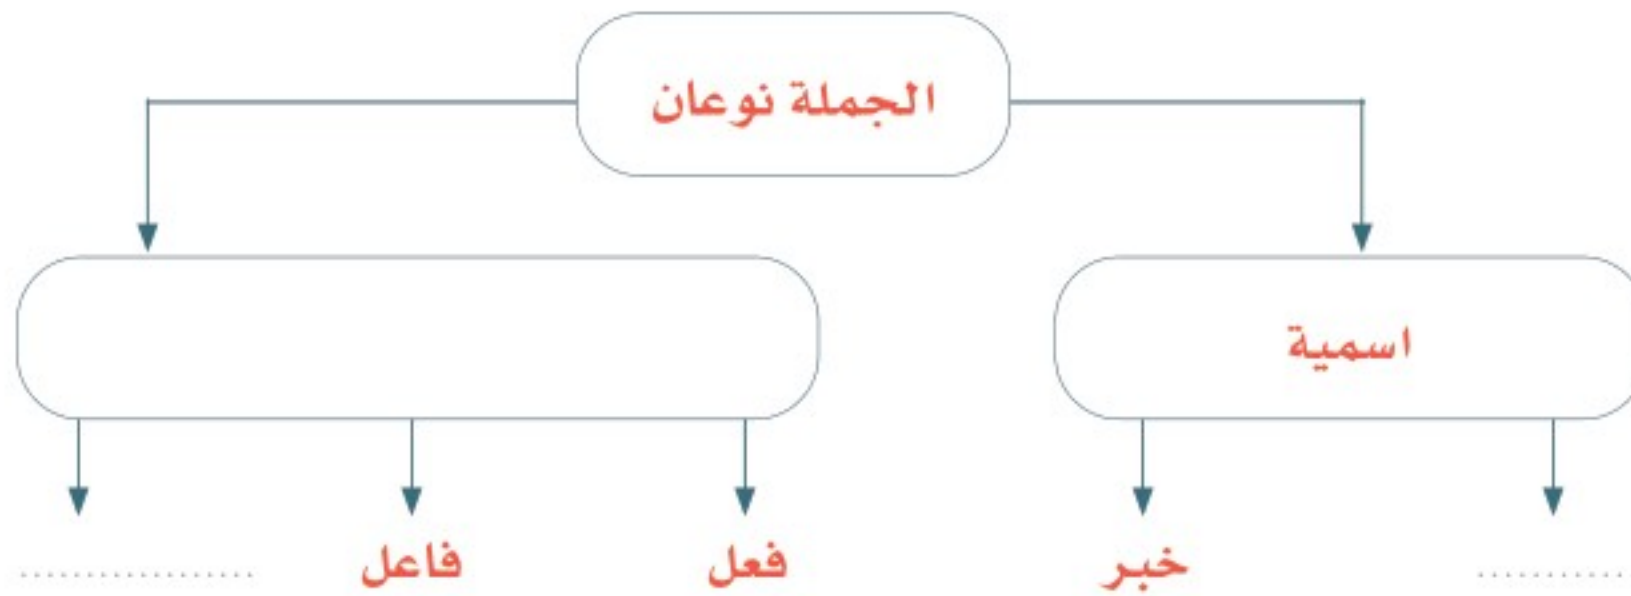 الجملة نوعان
اسمية
............ خبر فعل فاعل .................